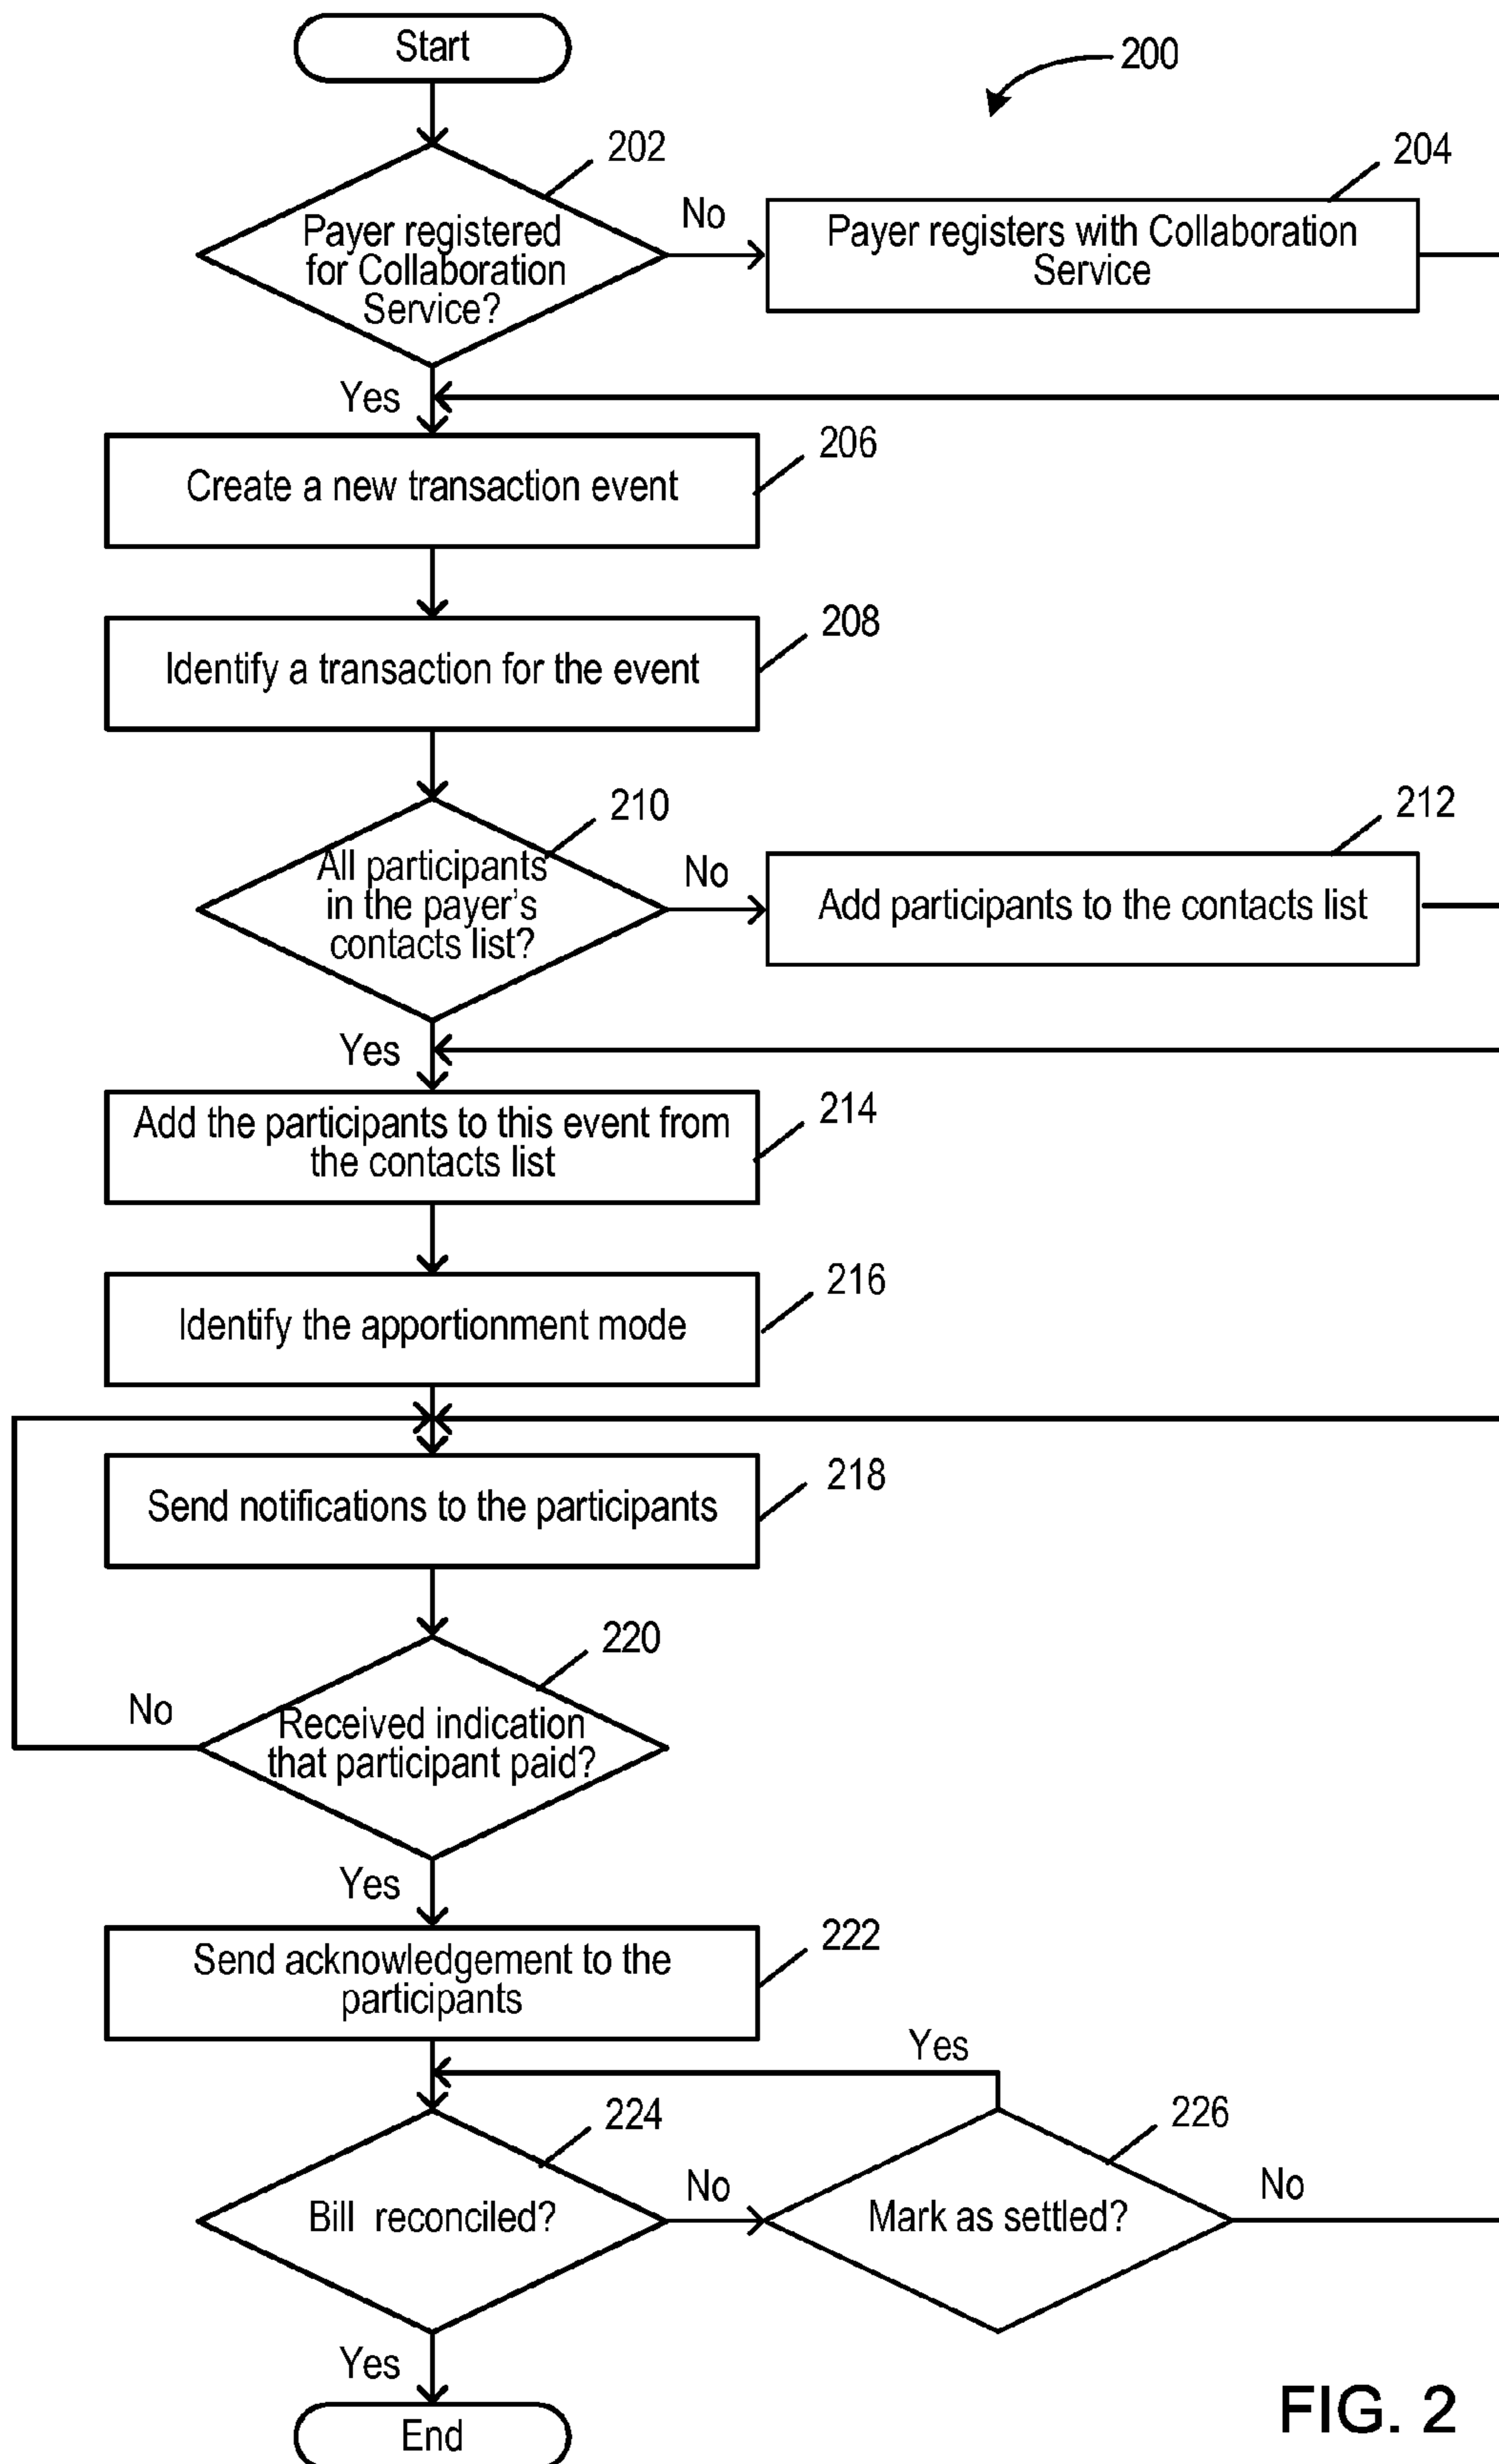 Start
200
202
Payer registered
for Collaboration
Service?
No
204
Payer registers with Collaboration
Service
Yes
206
Create a new transaction event
208
Identify a transaction for the event
210
All participants
in the payer's
contacts list?
No
212
Add participants to the contacts list
Yes
214
Add the participants to this event from
the contacts list
216
Identify the apportionment mode
218
Send notifications to the participants
220
Received indication
that participant paid?
No
Yes
222
Send acknowledgement to the
participants
Yes
224
Bill reconciled?
No
226
Mark as settled?
No
Yes
End
FIG. 2